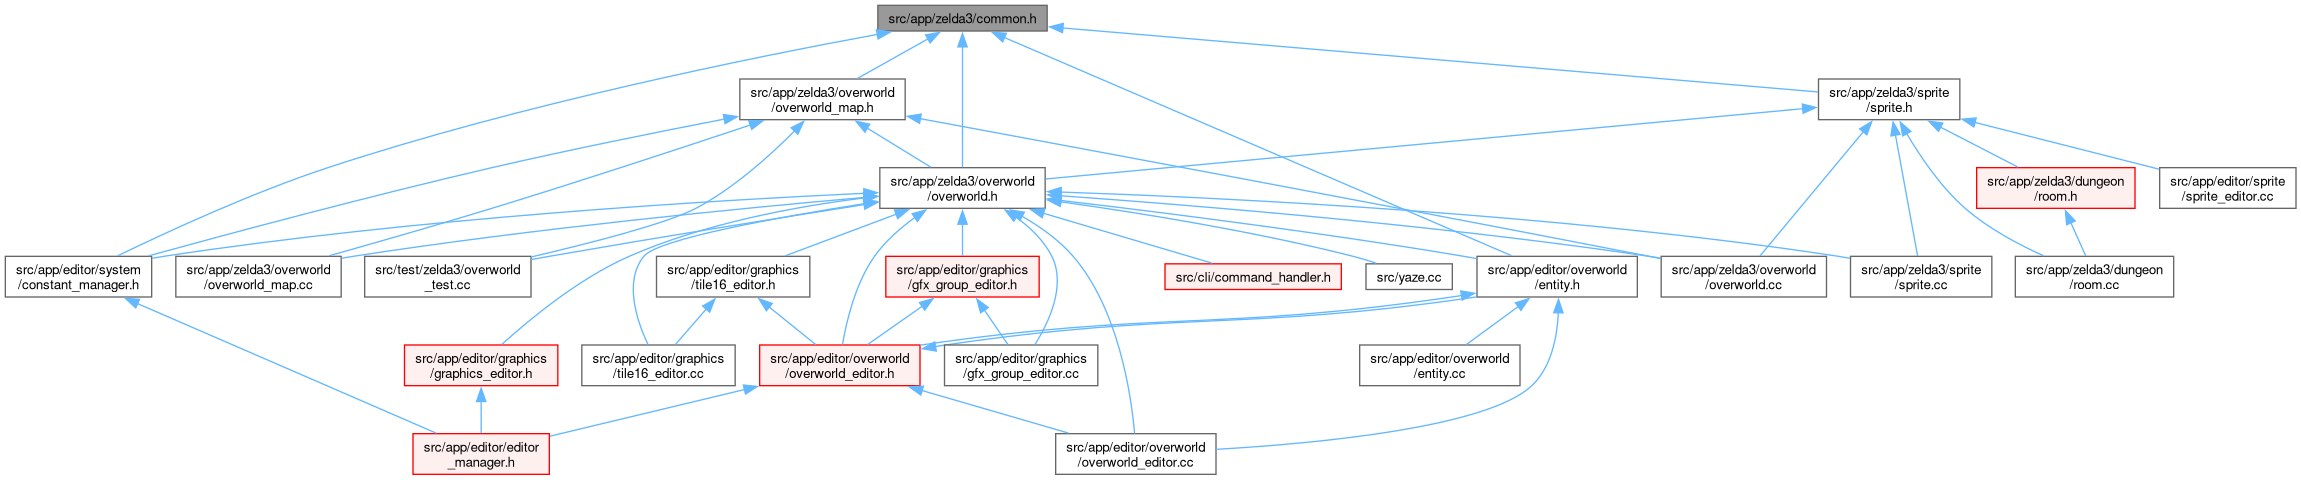 src/app/zelda3/common.h
src/app/zelda3/overworld
/overworld_map.h
src/app/zelda3/sprite
/sprite.h
src/app/zelda3/overworld
/overworld.h
src/app/zelda3/dungeon
/room.h
src/app/editor/sprite
/sprite_editor.cc
src/app/editor/system
/constant_manager.h
src/app/zelda3/overworld
/overworld_map.cc
src/test/zelda3/overworld
_test.cc
src/app/editor/graphics
/tile16_editor.h
src/app/editor/graphics
/gfx_group_editor.h
src/cli/command_handler.h
src/yaze.cc
src/app/editor/overworld
/entity.h
src/app/zelda3/overworld
/overworld.cc
src/app/zelda3/sprite
/sprite.cc
src/app/zelda3/dungeon
/room.cc
src/app/editor/graphics
/graphics_editor.h
src/app/editor/graphics
/tile16_editor.cc
src/app/editor/overworld
/overworld_editor.h
src/app/editor/graphics
/gfx_group_editor.cc
src/app/editor/overworld
/entity.cc
src/app/editor/editor
_manager.h
src/app/editor/overworld
/overworld_editor.cc